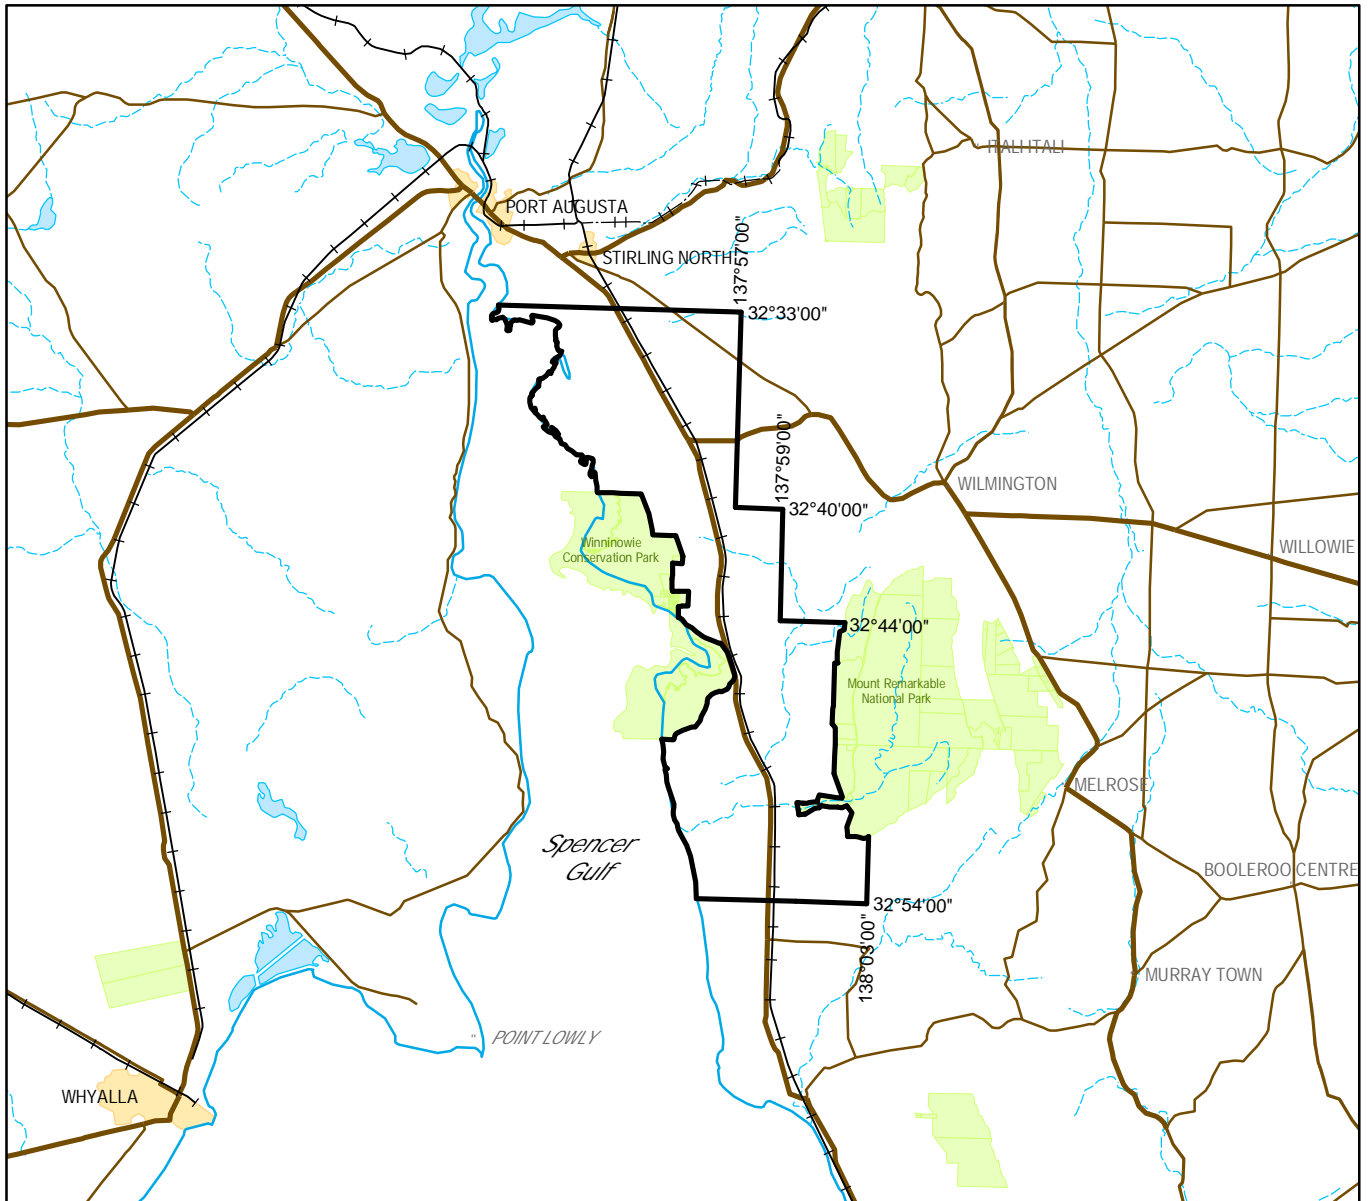 ITALI ITALI
PORT AUGUSTA
STIRLING NORTH
137°57'00"
32°33'00"
137°59'00"
WILMINGTON
32°40'00"
Winninowie
Conservation Park
WILLOWIE
32°44'00"
Mount Remarkable
National Park
MELROSE
Spencer
Gulf
BOOLEROO CENTRE
32°54'00"
138°03'00"
MURRAY TOWN
POINT LOWLY
WHYALLA